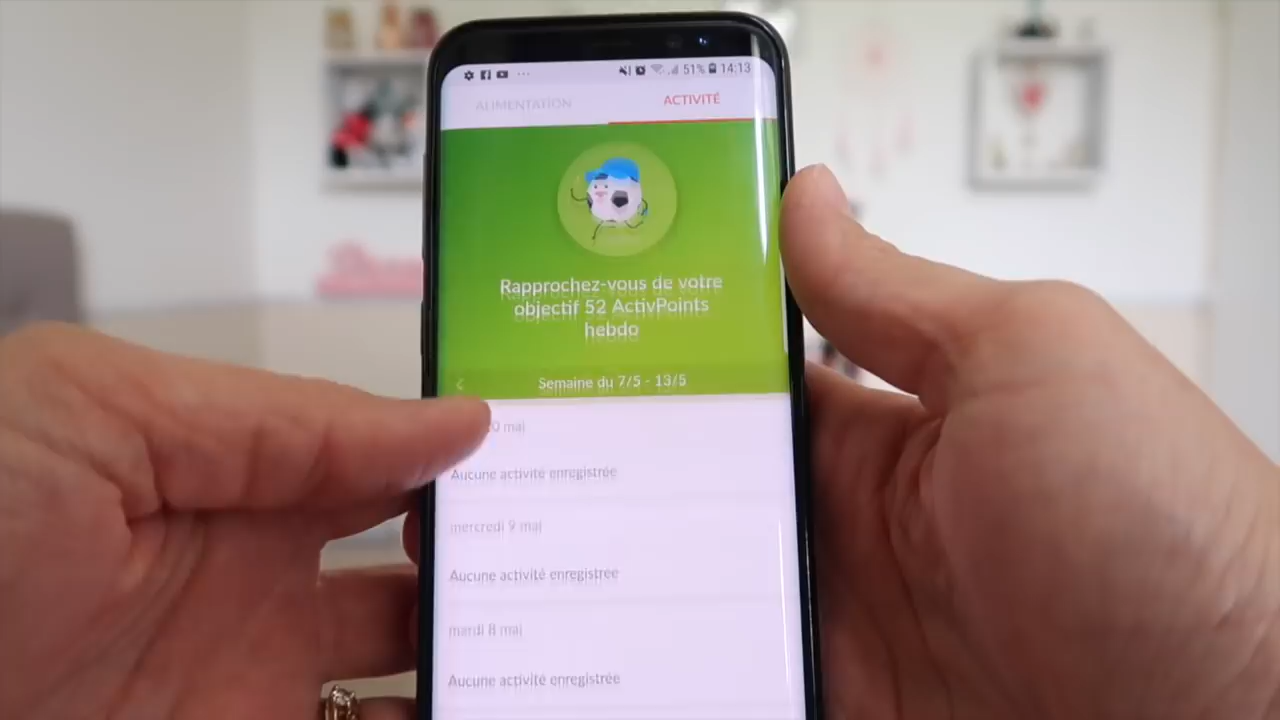 51% 14:13
ALIMENTATION
ACTIVITÉ
Rapprochez-vous de votre
objectif 52 ActivPoints
hebdo
Semaine du 7/5 - 13/5
0 mai
Aucune activité enregistrée
mercredi 9 mai
Aucune activité enregistrée
mardi 8 mai
Aucune activité enregistrée